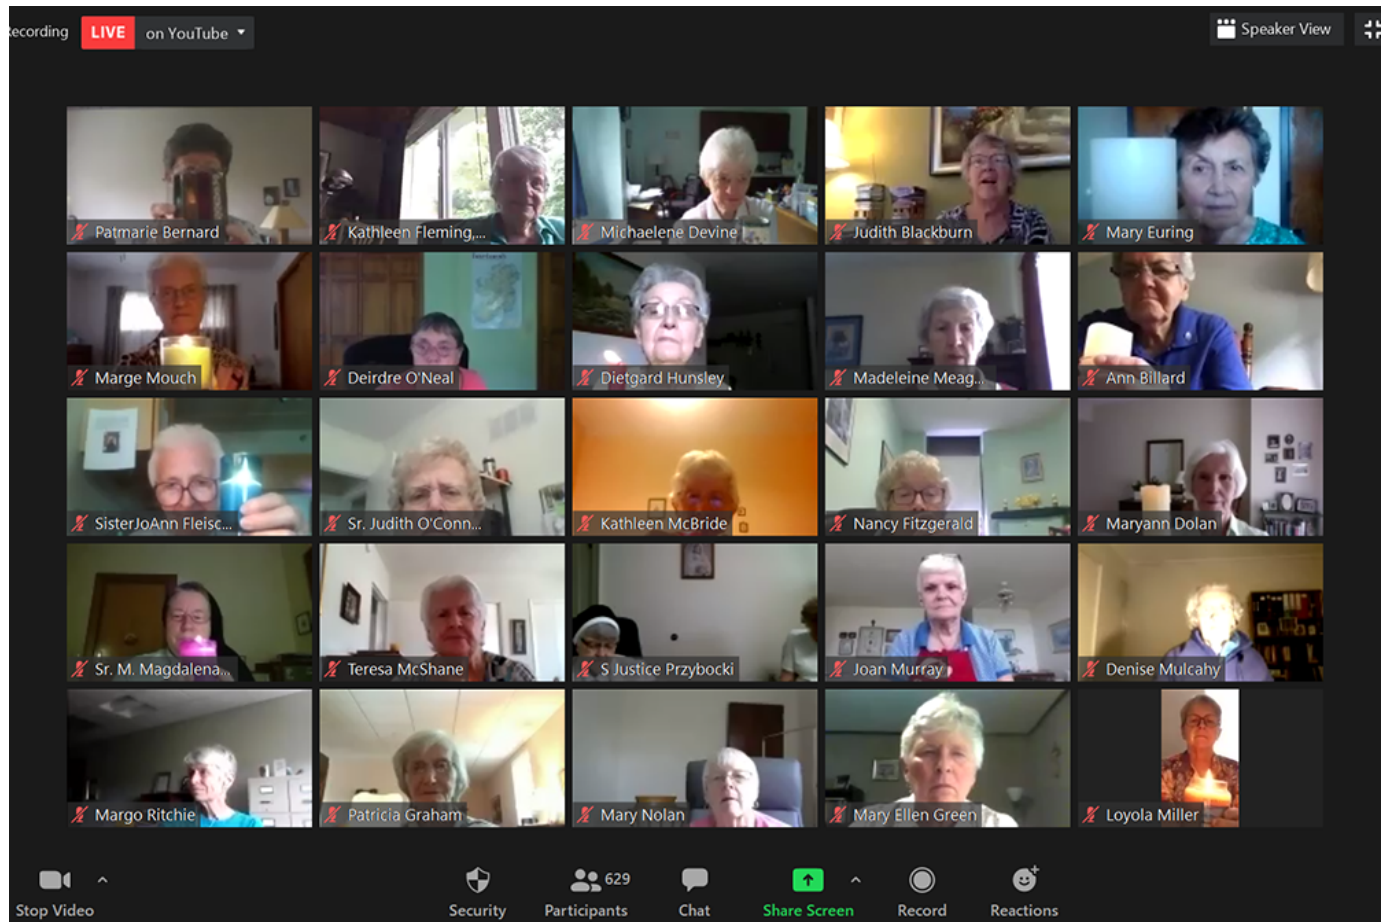 Recording LIVE on YouTube Speaker View
Patmarie Bernard
Kathleen Fleming,...
Michaelene Devine
Judith Blackburn
Mary Euring
Marge Mouch
Deirdre O'Neal
Dietgard Hunsley
Madeleine Meag...
Ann Billard
SisterJoAnn Fleisc...
Sr. Judith O'Conn...
Kathleen McBride
Nancy Fitzgerald
Maryann Dolan
Sr. M. Magdalena...
Teresa McShane
S Justice Przybocki
Joan Murray
Denise Mulcahy
Margo Ritchie
Patricia Graham
Mary Nolan
Mary Ellen Green
Loyola Miller
629
Stop Video
Security
Participants
Chat
Share Screen
Record
Reactions